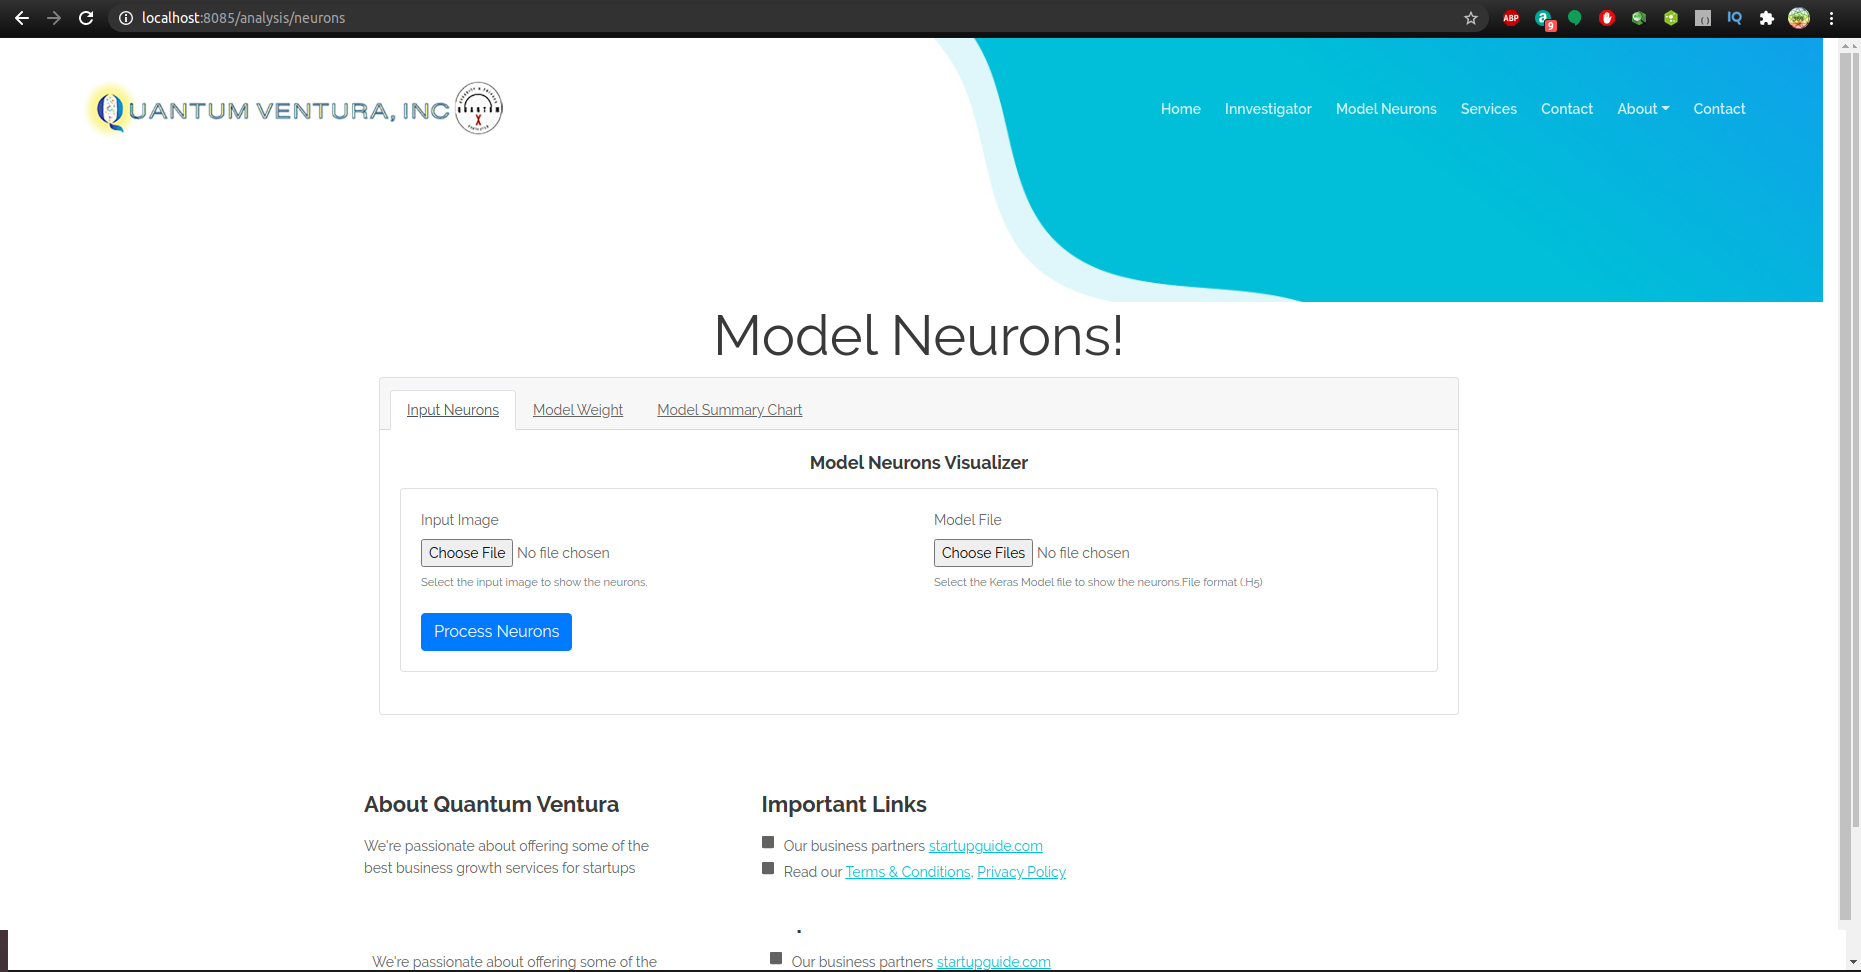 localhost:8085/analysis/neurons
ABP
9
IQ
QUANTUM VENTURA, INC
QUANTUM
Home Innvestigator Model Neurons Services Contact About Contact
Model Neurons!
Input Neurons Model Weight Model Summary Chart
Model Neurons Visualizer
Input Image
Choose File No file chosen
Select the input image to show the neurons.
Model File
Choose Files No file chosen
Select the Keras Model file to show the neurons.File format (.H5)
Process Neurons
About Quantum Ventura
We're passionate about offering some of the
best business growth services for startups
Important Links
Our business partners startupguide.com
Read our Terms & Conditions, Privacy Policy
We're passionate about offering some of the
Our business partners startupguide.com